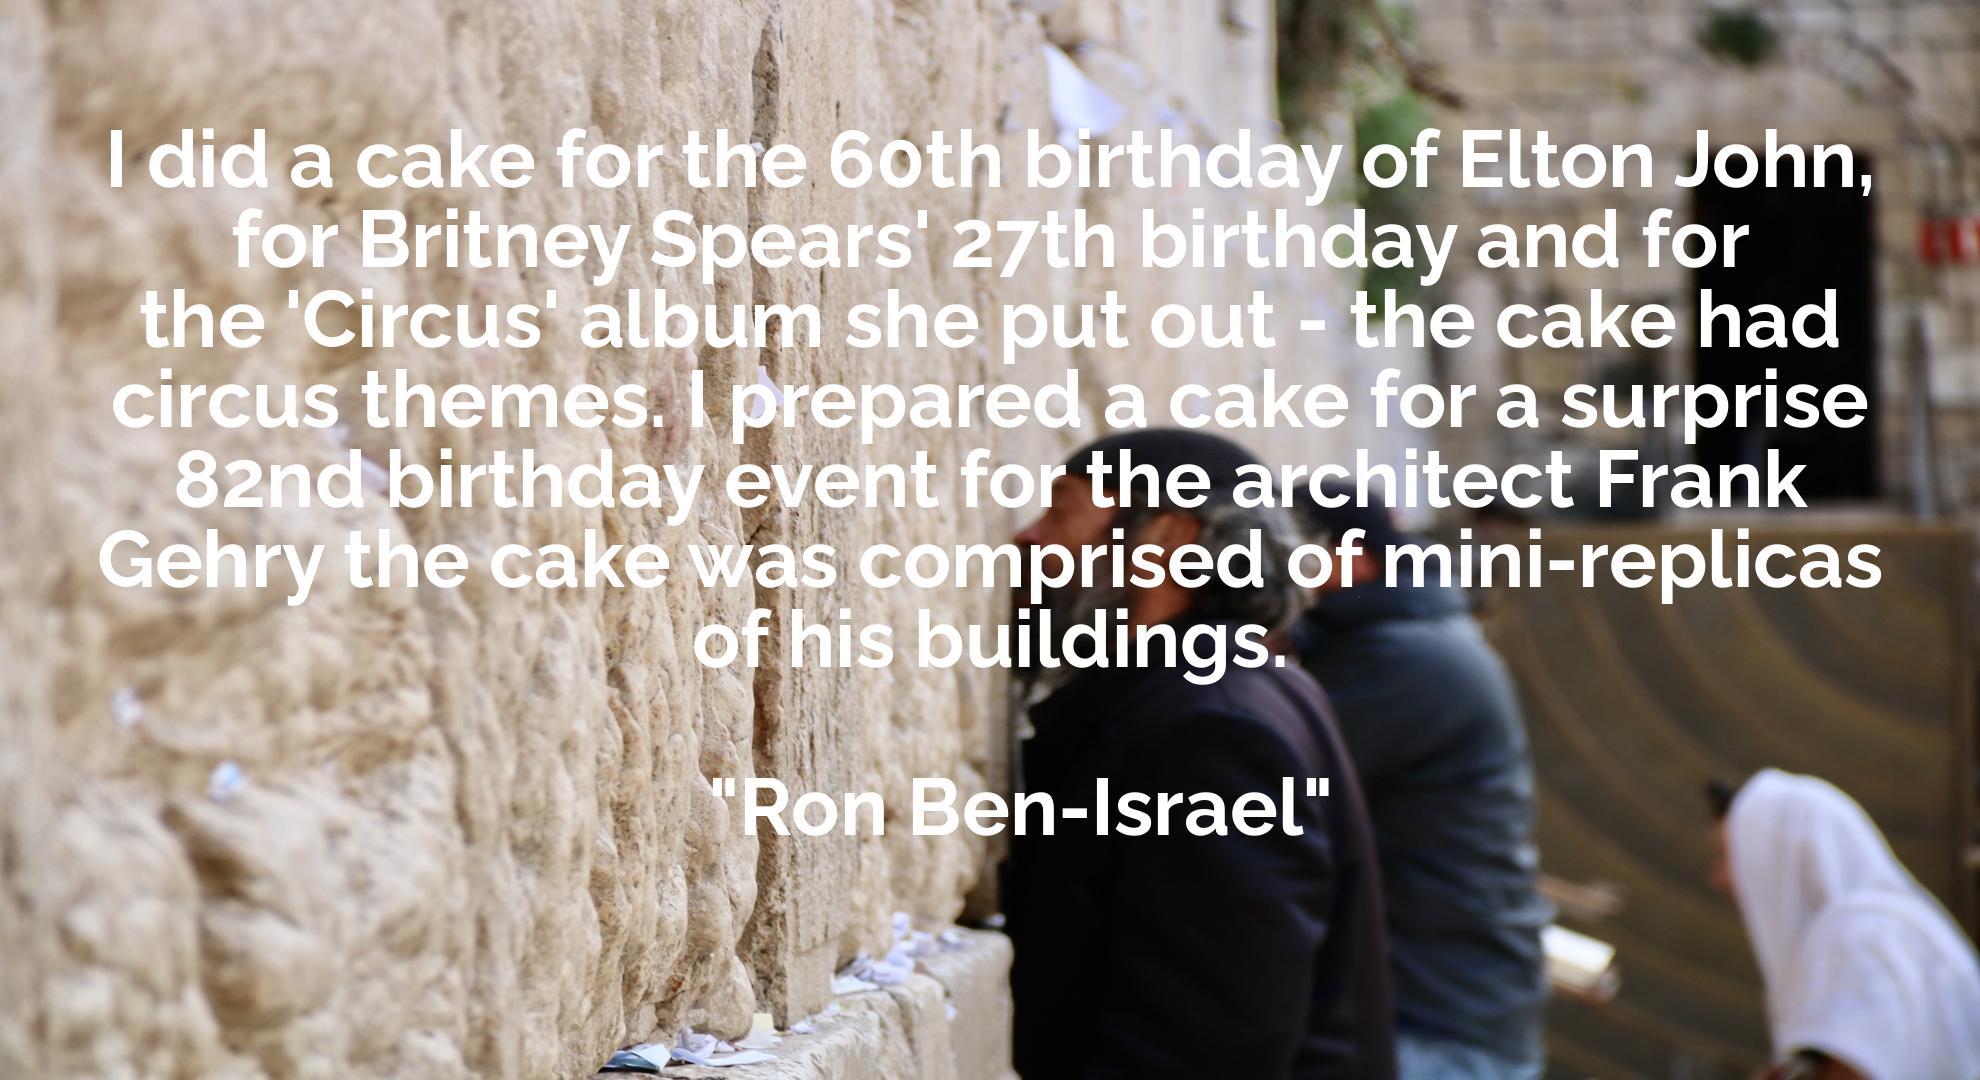 I did a cake for the 60th birthday of Elton John,
for Britney Spears' 27th birthday and for
the 'Circus' album she put out - the cake had
circus themes. I prepared a cake for a surprise
82nd birthday event for the architect Frank
Gehry the cake was comprised of mini-replicas
of his buildings.
"Ron Ben-Israel"